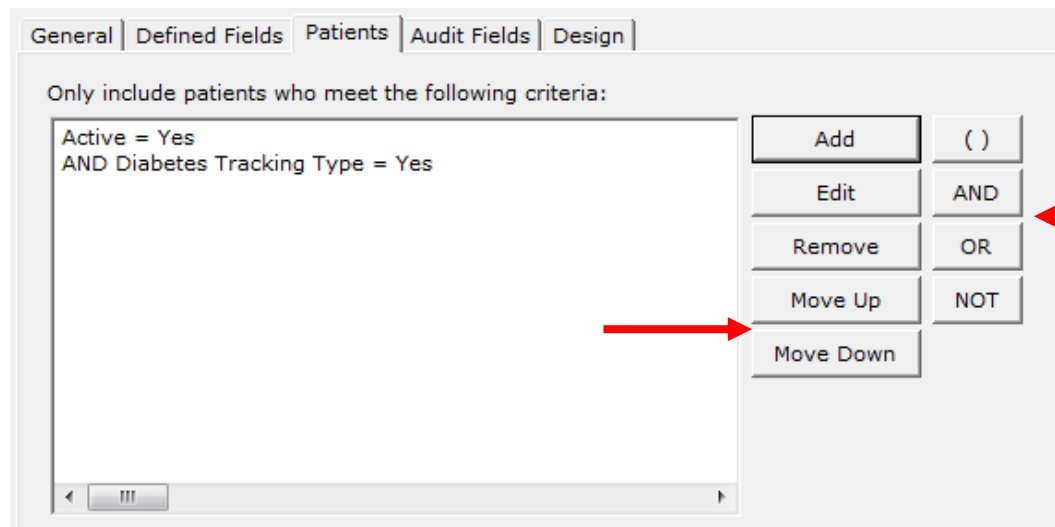 General Defined Fields Patients Audit Fields Design
Only include patients who meet the following criteria:
Active = Yes
AND Diabetes Tracking Type = Yes
Add ( )
Edit AND
Remove OR
Move Up NOT
Move Down